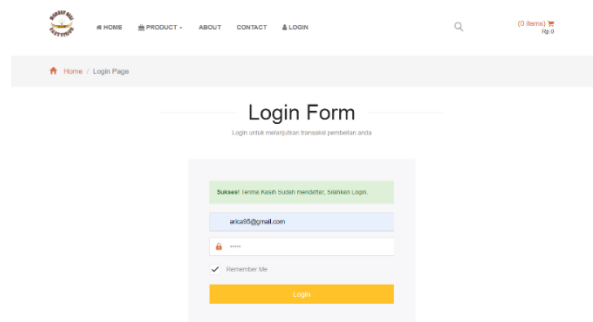 HOME PRODUCT ABOUT CONTACT LOGIN
(0 items)
Rp 0
Home / Login Page
Login Form
Login untuk melanjutkan transaksi pembelian anda
Sukses! Terima Kasih Sudah mendaftar, Silahkan Login.
arica95@gmail.com
•••••
Remember Me
Login